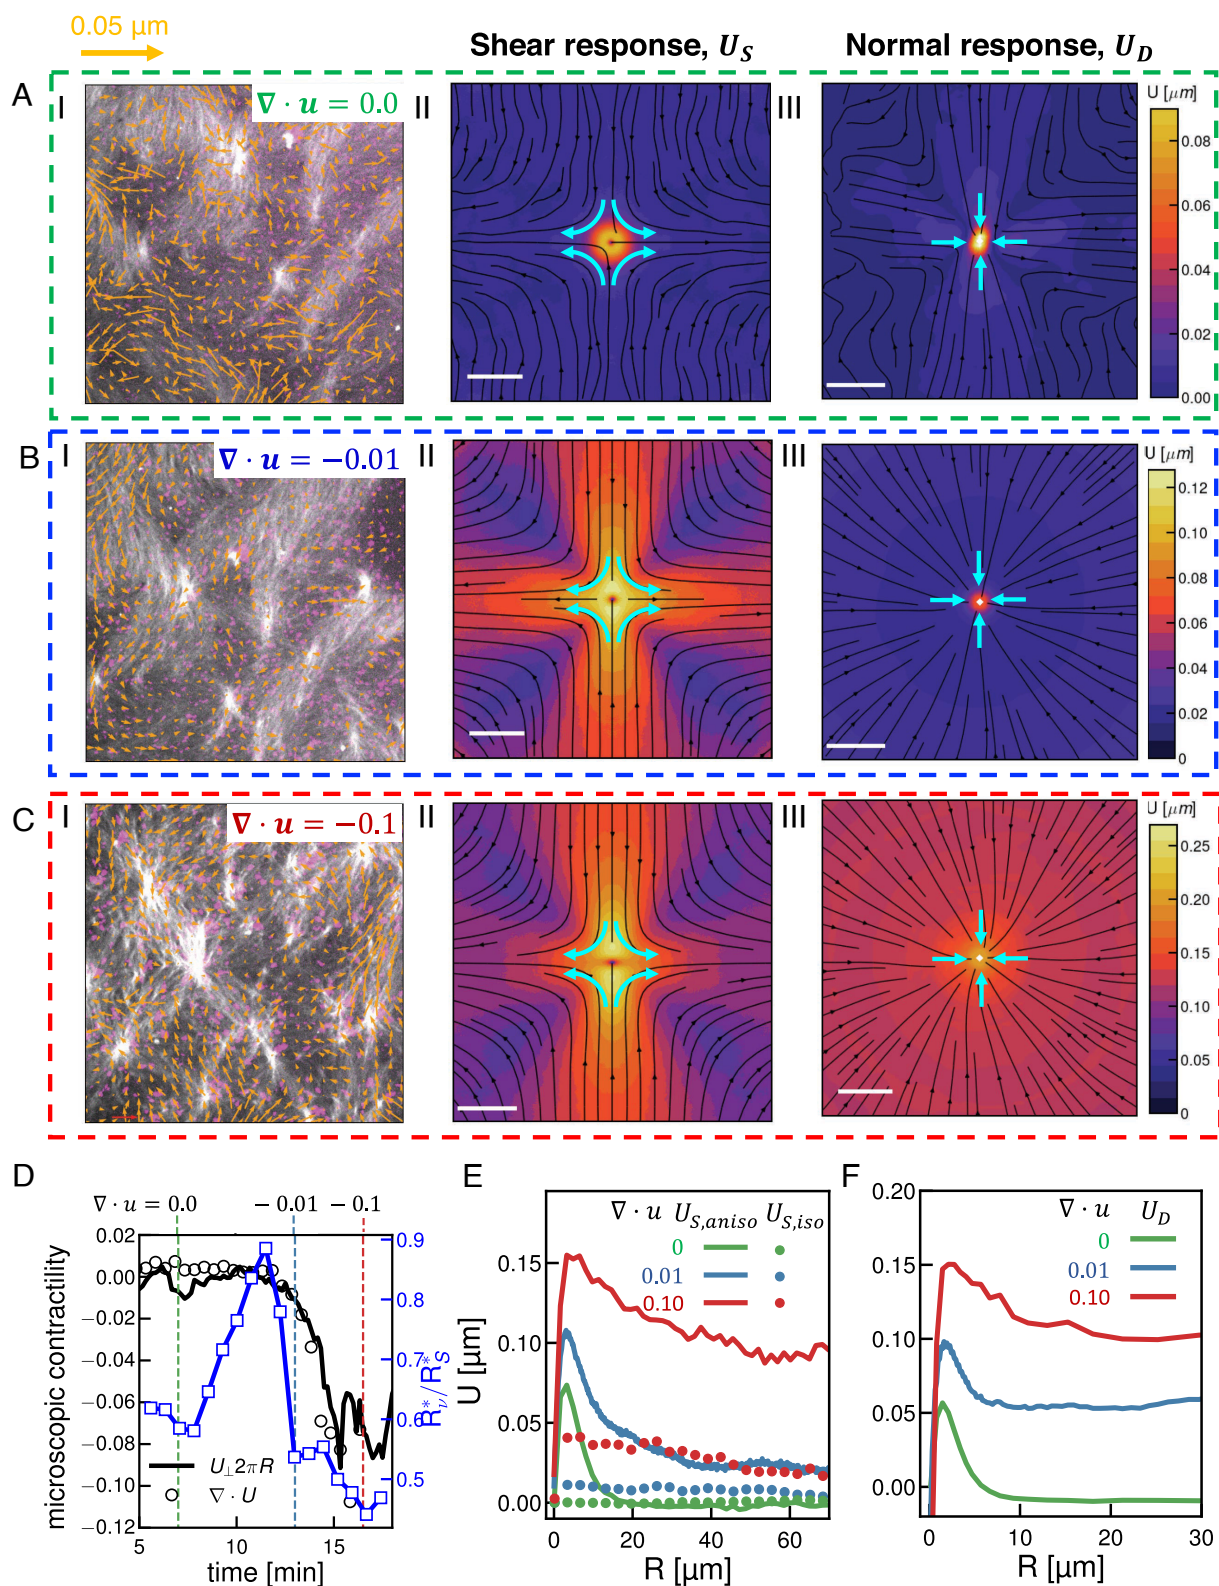 0.05 μm
Shear response, U_S
Normal response, U_D
A
I
∇ · u = 0.0
II
III
U [μm]
0.08
0.06
0.04
0.02
0.00
B
I
∇ · u = −0.01
II
III
U [μm]
0.12
0.10
0.08
0.06
0.04
0.02
0
C
I
∇ · u = −0.1
II
III
U [μm]
0.25
0.20
0.15
0.10
0.05
0
D
∇ · u = 0.0
−0.01
−0.1
0.02
0.00
−0.02
−0.04
−0.06
−0.08
−0.10
−0.12
microscopic contractility
U⊥2πR
∇ · U
0.9
0.8
0.7
0.6
0.5
R*_ν/R*_S
5
10
15
time [min]
E
∇ · u U_{S,aniso} U_{S,iso}
0
0.01
0.10
0.15
0.10
0.05
0.00
U [μm]
0
20
40
60
R [μm]
F
∇ · u U_D
0
0.01
0.10
0.20
0.15
0.10
0.05
0.00
0
10
20
30
R [μm]